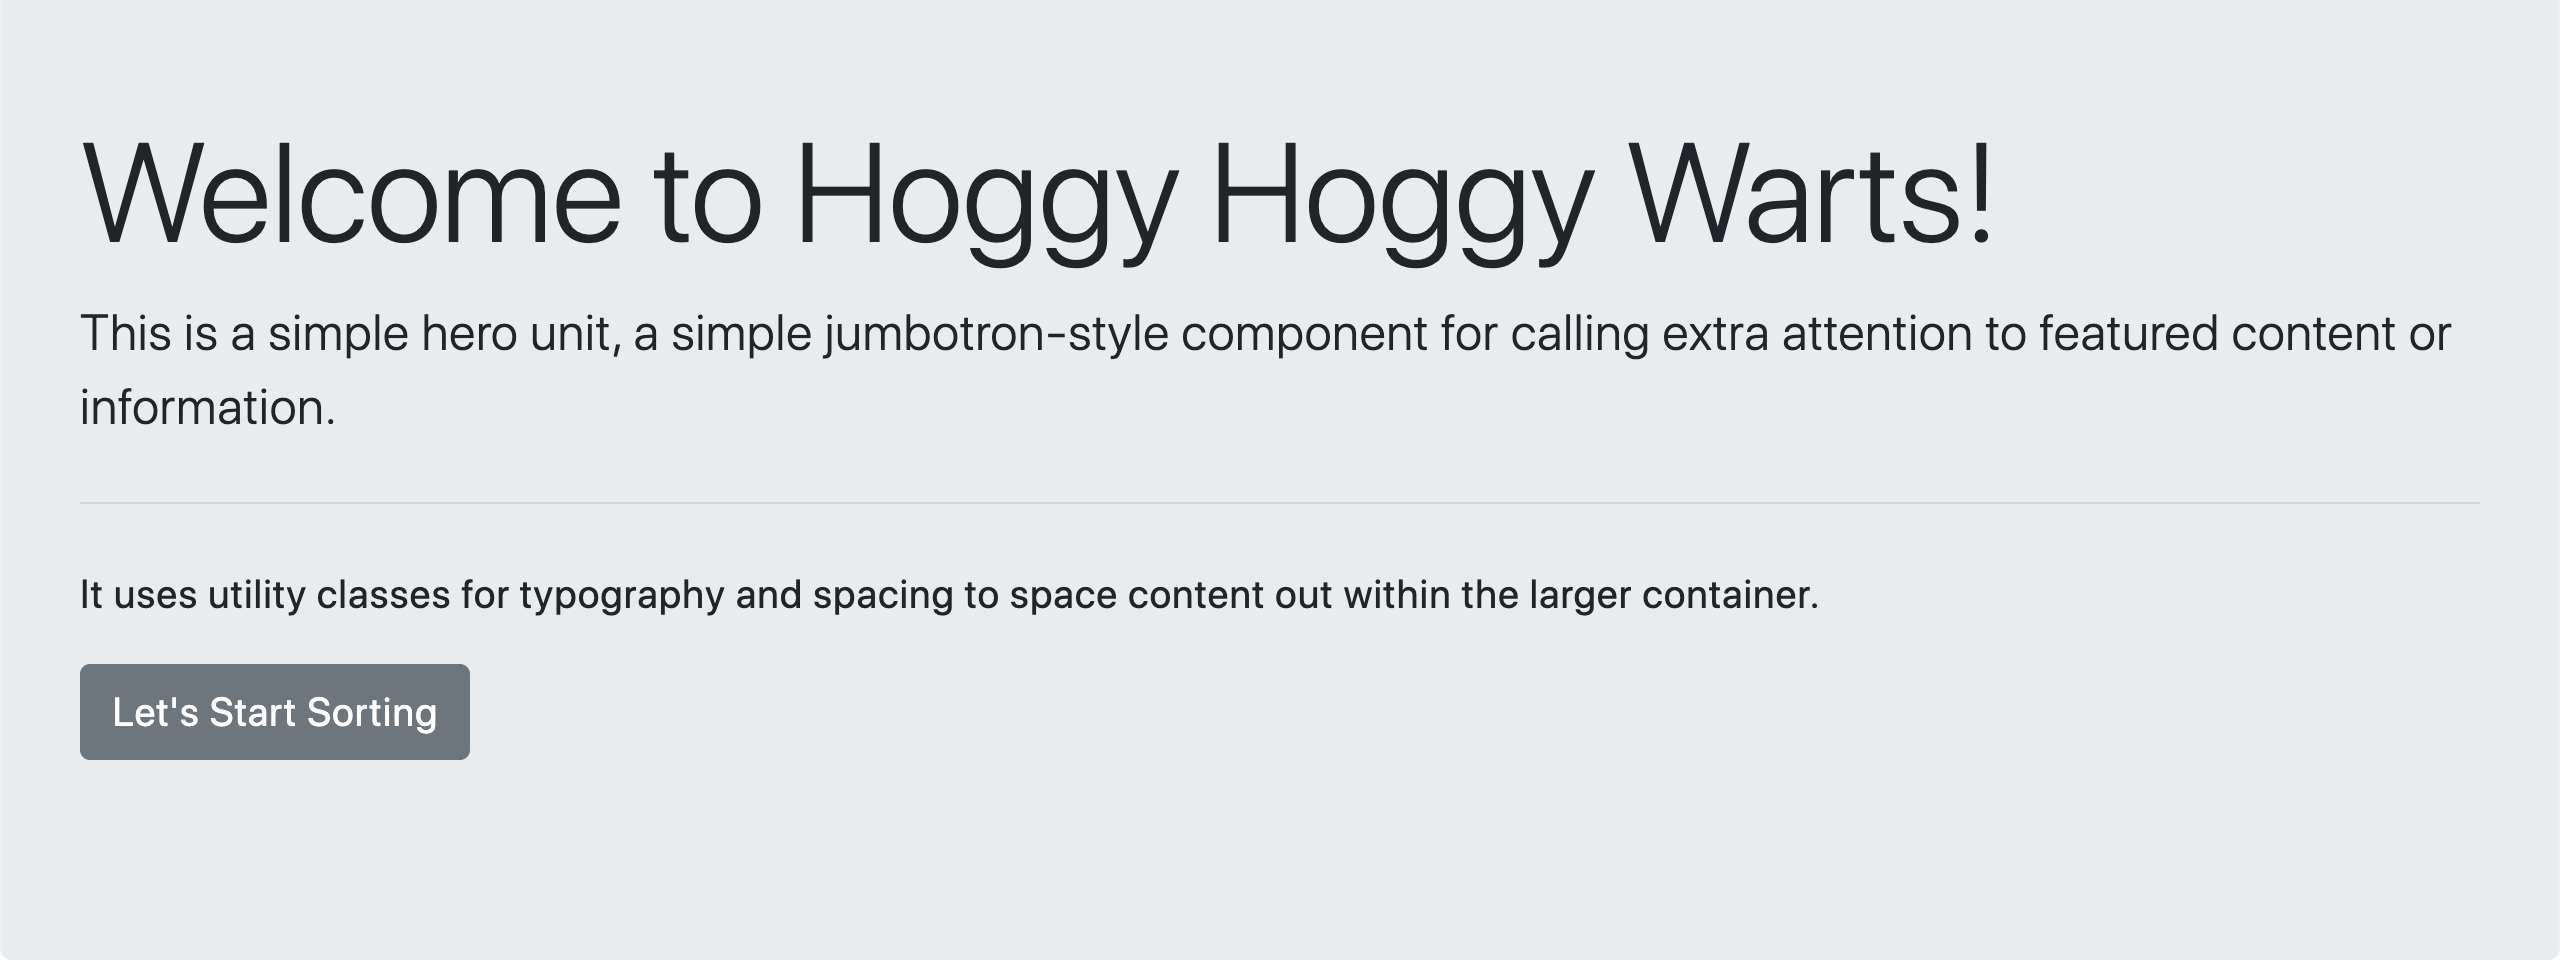 Welcome to Hoggy Hoggy Warts!
This is a simple hero unit, a simple jumbotron-style component for calling extra attention to featured content or
information.
It uses utility classes for typography and spacing to space content out within the larger container.
Let's Start Sorting